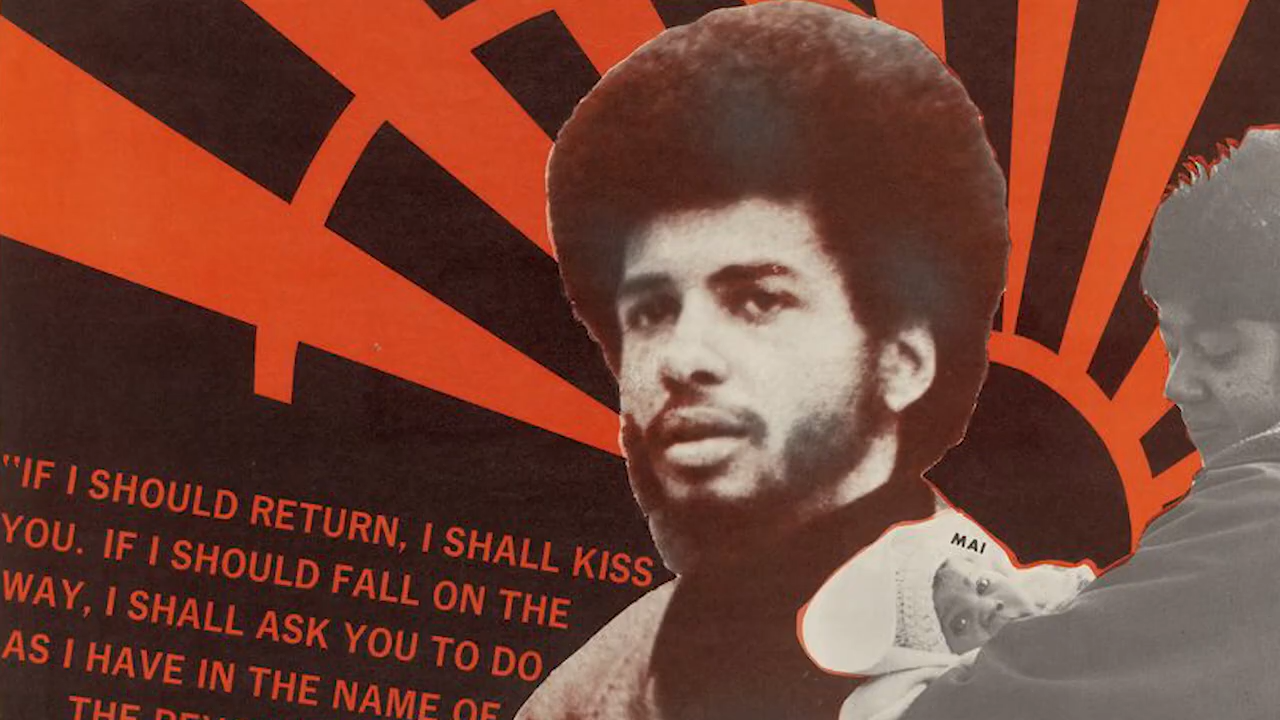 "IF I SHOULD RETURN, I SHALL KISS
YOU. IF I SHOULD FALL ON THE
WAY, I SHALL ASK YOU TO DO
AS I HAVE IN THE NAME OF
THE
MAI